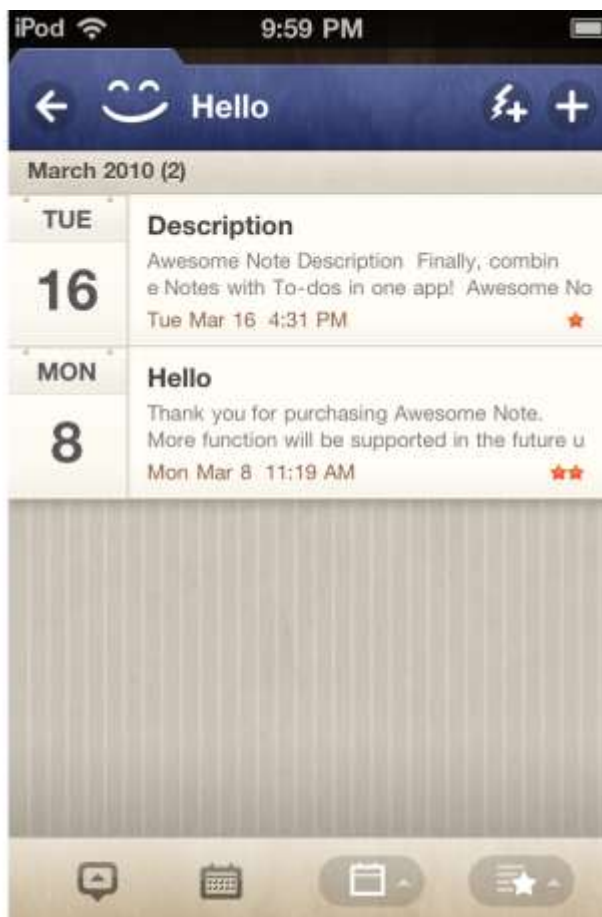 iPod 9:59 PM
Hello
March 2010 (2)
TUE
16
Description
Awesome Note Description Finally, combin
e Notes with To-dos in one app! Awesome No
Tue Mar 16 4:31 PM
MON
8
Hello
Thank you for purchasing Awesome Note.
More function will be supported in the future u
Mon Mar 8 11:19 AM